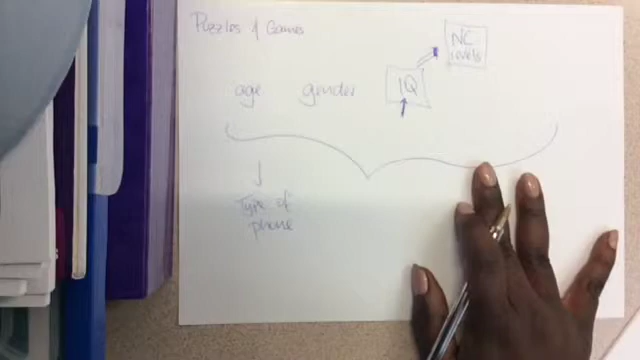 Puzzles & Games
NC
levels
age gender IQ
Type of
phone